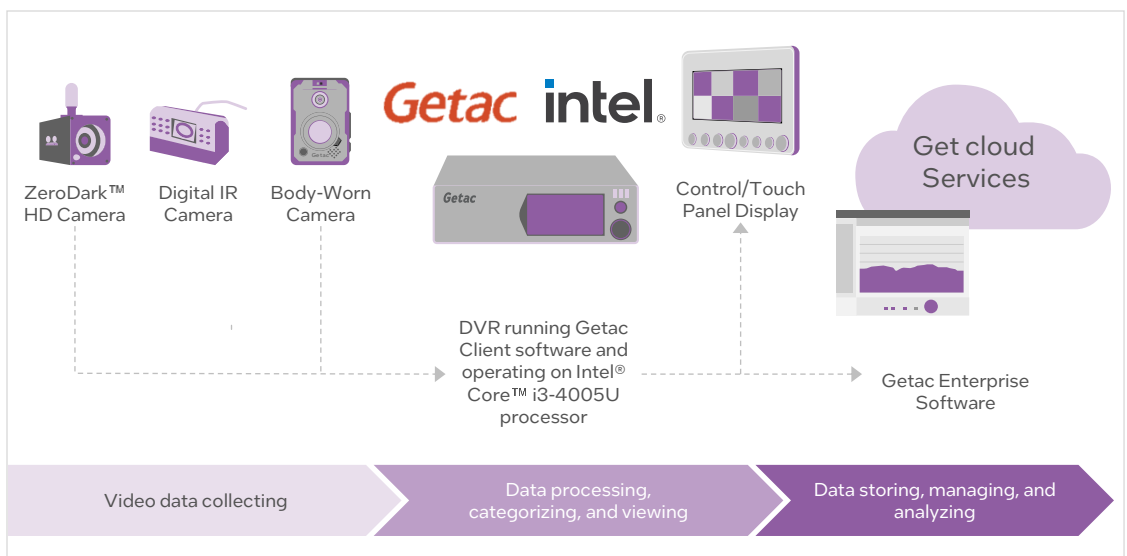 Getac
intel®
Get cloud
Services
ZeroDark™
HD Camera
Digital IR
Camera
Getac
Body-Worn
Camera
Getac
Control/Touch
Panel Display
DVR running Getac
Client software and
operating on Intel®
Core™ i3-4005U
processor
Getac Enterprise
Software
Video data collecting
Data processing,
categorizing, and viewing
Data storing, managing, and
analyzing